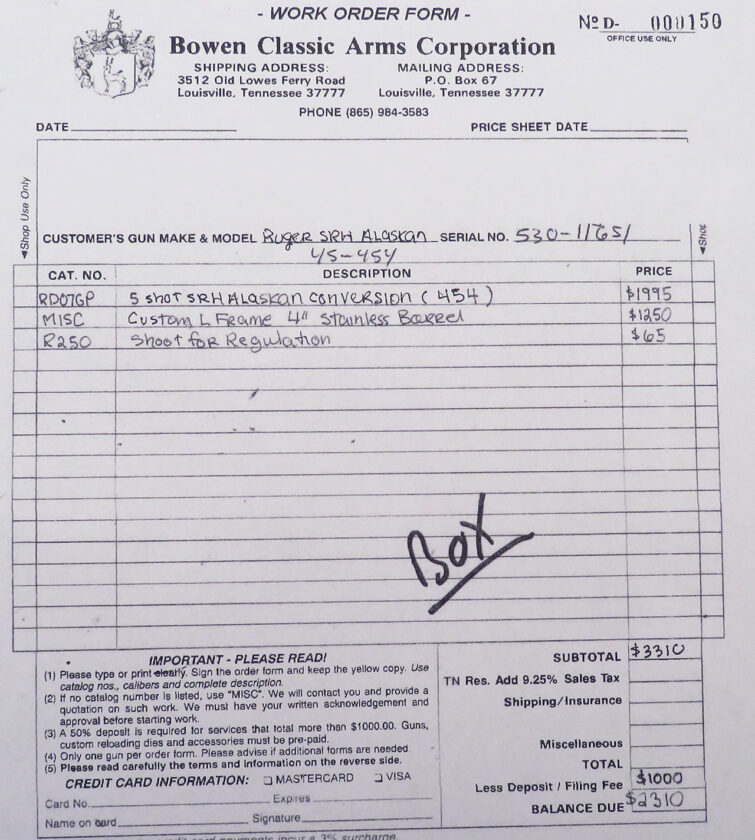 - WORK ORDER FORM -
Nº D- 000150
OFFICE USE ONLY
Bowen Classic Arms Corporation
SHIPPING ADDRESS: MAILING ADDRESS:
3512 Old Lowes Ferry Road P.O. Box 67
Louisville, Tennessee 37777 Louisville, Tennessee 37777
PHONE (865) 984-3583
DATE PRICE SHEET DATE
Shop Use Only
Shot
CUSTOMER'S GUN MAKE & MODEL Ruger SRH Alaskan SERIAL NO. 530-11651
45-454
CAT. NO. DESCRIPTION PRICE
RD07GP 5 shot SRH Alaskan conversion (454) $1995
MISC Custom L Frame 4" Stainless Barrel $1250
R250 Shoot for Regulation $65
Box
IMPORTANT - PLEASE READ!
(1) Please type or print clearly. Sign the order form and keep the yellow copy. Use
catalog nos., calibers and complete description.
(2) If no catalog number is listed, use "MISC". We will contact you and provide a
quotation on such work. We must have your written acknowledgement and
approval before starting work.
(3) A 50% deposit is required for services that total more than $1000.00. Guns,
custom reloading dies and accessories must be pre-paid.
(4) Only one gun per order form. Please advise if additional forms are needed
(5) Please read carefully the terms and information on the reverse side.
CREDIT CARD INFORMATION: MASTERCARD VISA
Card No. Expires
Name on card Signature
SUBTOTAL $3310
TN Res. Add 9.25% Sales Tax
Shipping/Insurance
Miscellaneous
TOTAL
Less Deposit / Filing Fee $1000
BALANCE DUE $2310
credit card payments incur a 3% surcharge.